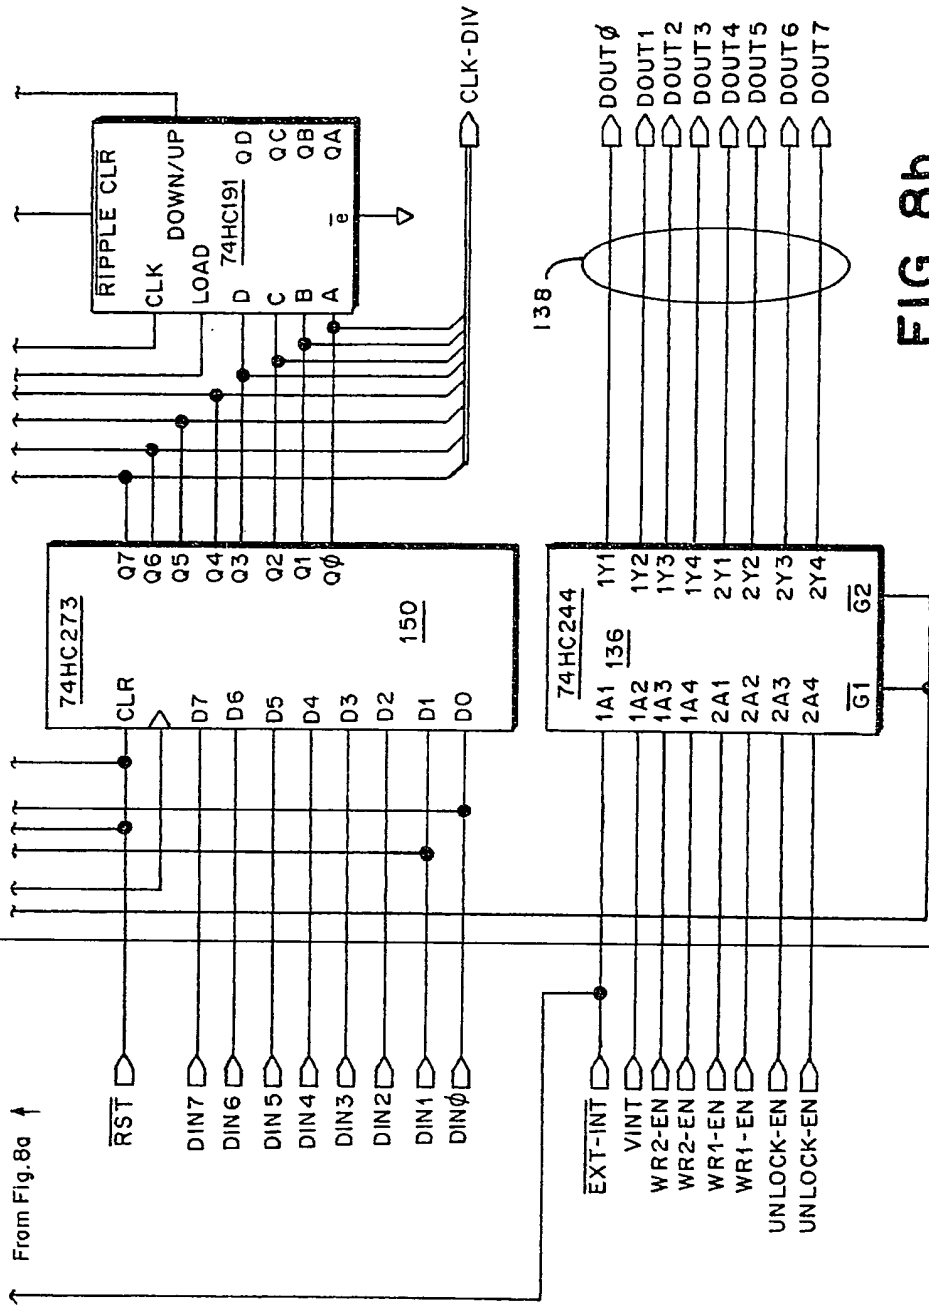 From Fig. 8a
RIPPLE CLR
CLK
DOWN/UP
LOAD
74HC191
D
QD
C
QC
B
QB
A
QA
e
CLK-DIV
74HC273
CLR
D7
D6
D5
D4
D3
D2
D1
D0
Q7
Q6
Q5
Q4
Q3
Q2
Q1
QØ
150
RST
DIN7
DIN6
DIN5
DIN4
DIN3
DIN2
DIN1
DINØ
74HC244
136
1A1
1A2
1A3
1A4
2A1
2A2
2A3
2A4
1Y1
1Y2
1Y3
1Y4
2Y1
2Y2
2Y3
2Y4
G1
G2
EXT-INT
VINT
WR2-EN
WR2-EN
WR1-EN
WR1-EN
UNLOCK-EN
UNLOCK-EN
138
DOUTØ
DOUT1
DOUT2
DOUT3
DOUT4
DOUT5
DOUT6
DOUT7
FIG 8b